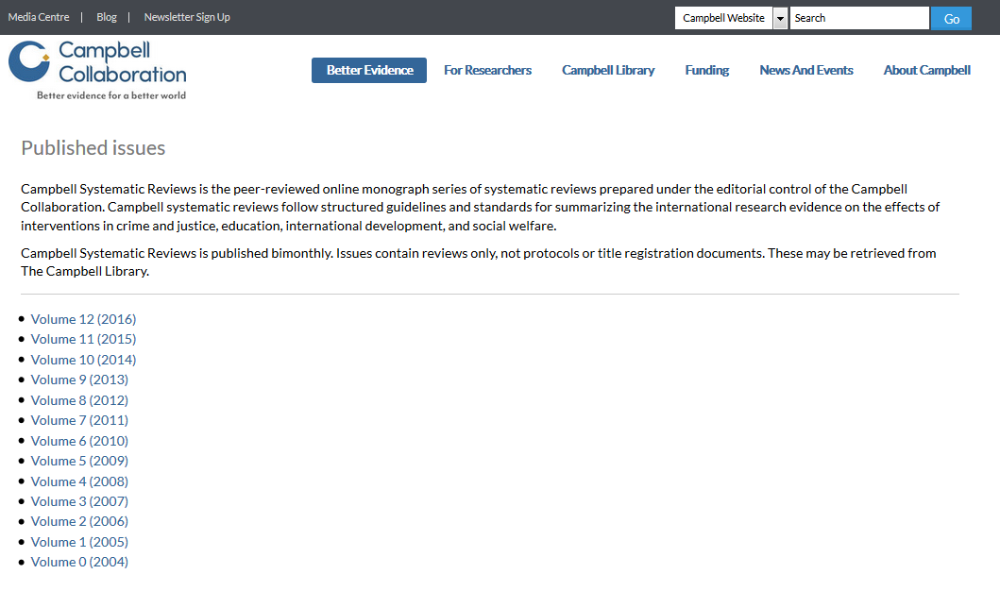 Media Centre | Blog | Newsletter Sign Up
Campbell Website Search Go
Campbell
Collaboration
Better evidence for a better world
Better Evidence For Researchers Campbell Library Funding News And Events About Campbell
Published issues
Campbell Systematic Reviews is the peer-reviewed online monograph series of systematic reviews prepared under the editorial control of the Campbell
Collaboration. Campbell systematic reviews follow structured guidelines and standards for summarizing the international research evidence on the effects of
interventions in crime and justice, education, international development, and social welfare.
Campbell Systematic Reviews is published bimonthly. Issues contain reviews only, not protocols or title registration documents. These may be retrieved from
The Campbell Library.
• Volume 12 (2016)
• Volume 11 (2015)
• Volume 10 (2014)
• Volume 9 (2013)
• Volume 8 (2012)
• Volume 7 (2011)
• Volume 6 (2010)
• Volume 5 (2009)
• Volume 4 (2008)
• Volume 3 (2007)
• Volume 2 (2006)
• Volume 1 (2005)
• Volume 0 (2004)